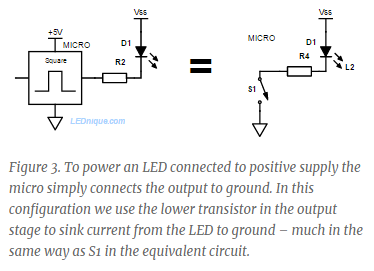 Vss
+5V
MICRO
Square
D1
R2
LEDnique.com
Vss
MICRO
D1
R4
L2
S1
Figure 3. To power an LED connected to positive supply the
micro simply connects the output to ground. In this
configuration we use the lower transistor in the output
stage to sink current from the LED to ground – much in the
same way as S1 in the equivalent circuit.